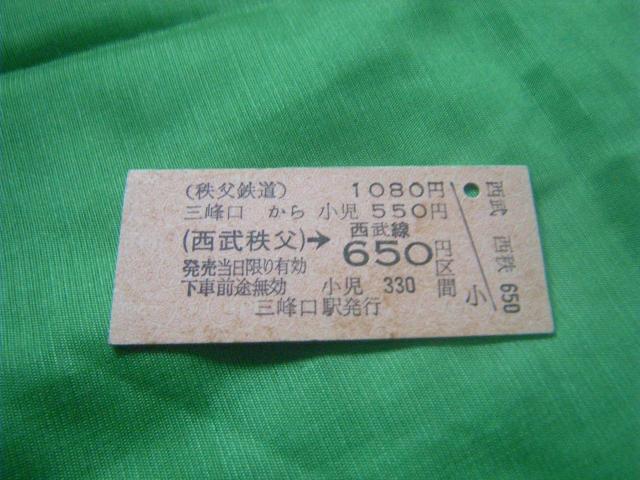 (秩父鉄道) 1080円
三峰口 から 小児 550円
(西武秩父)→ 西武線 650円区間
発売当日限り有効
下車前途無効 小児 330
三峰口駅発行
小
西武 西秩 650